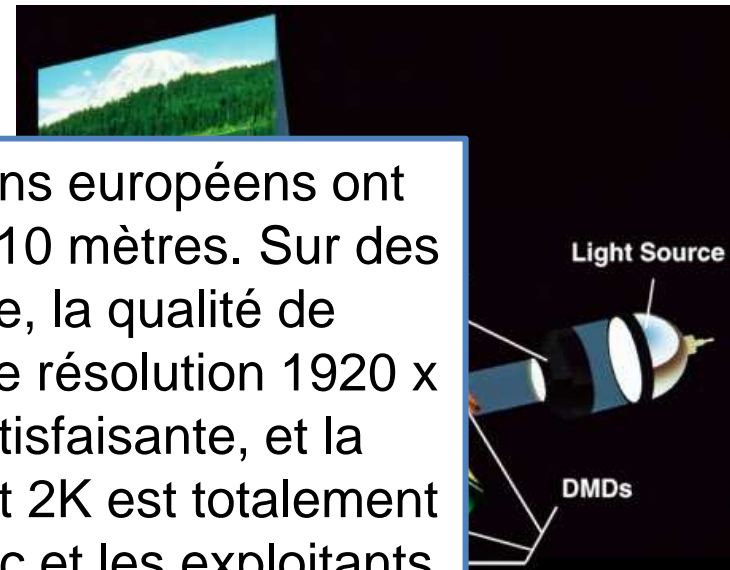 ns européens ont
10 mètres. Sur des
e, la qualité de
e résolution 1920 x
tisfaisante, et la
t 2K est totalement
c et les exploitants
Light Source
DMDs